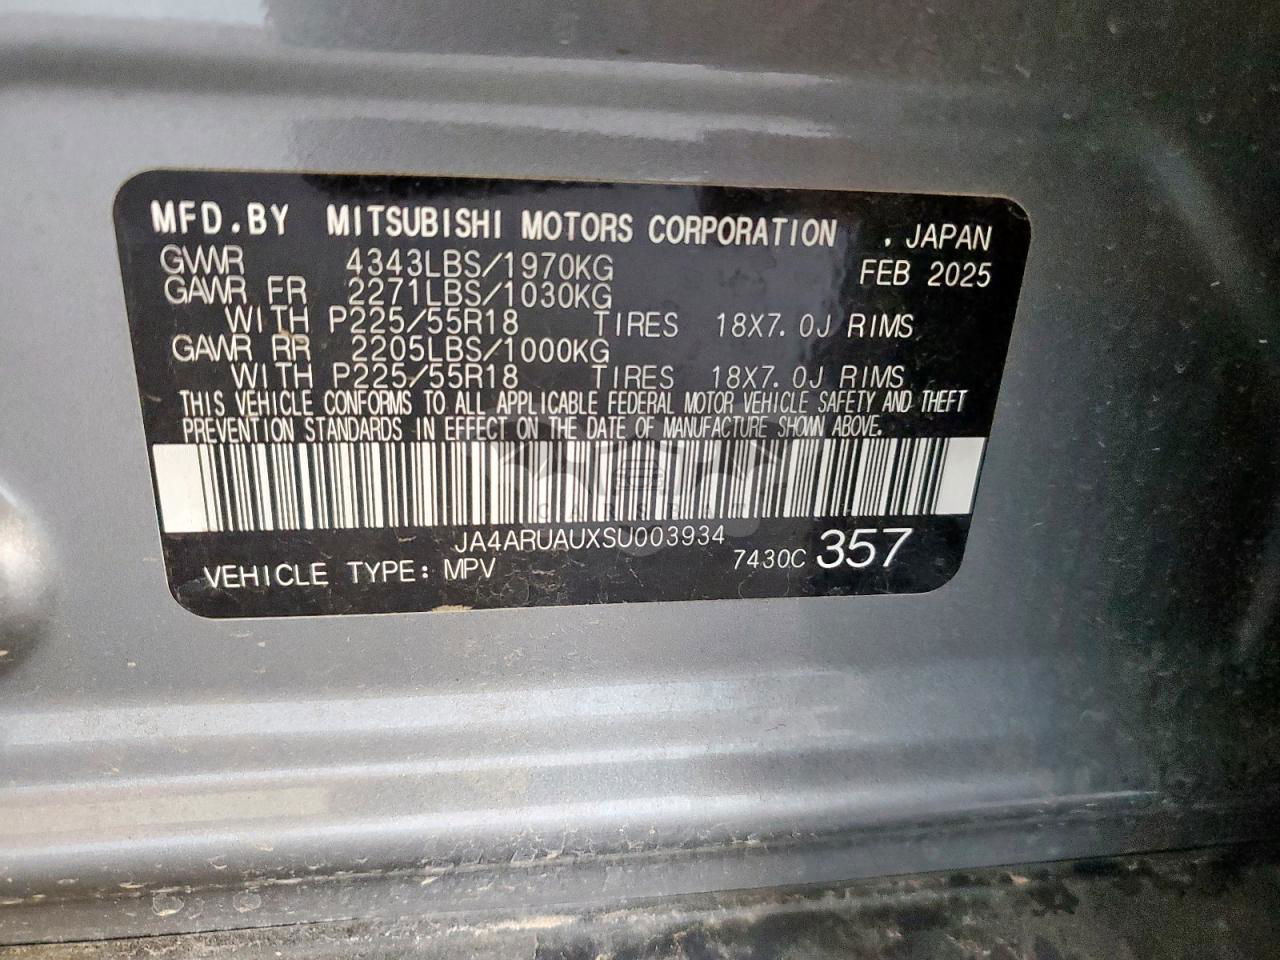 MFD.BY MITSUBISHI MOTORS CORPORATION , JAPAN
GVWR 4343LBS/1970KG FEB 2025
GAWR FR 2271LBS/1030KG
WITH P225/55R18 TIRES 18X7.0J RIMS
GAWR RR 2205LBS/1000KG
WITH P225/55R18 TIRES 18X7.0J RIMS
THIS VEHICLE CONFORMS TO ALL APPLICABLE FEDERAL MOTOR VEHICLE SAFETY AND THEFT
PREVENTION STANDARDS IN EFFECT ON THE DATE OF MANUFACTURE SHOWN ABOVE.
JA4ARUAUXSU003934
VEHICLE TYPE: MPV 7430C 357